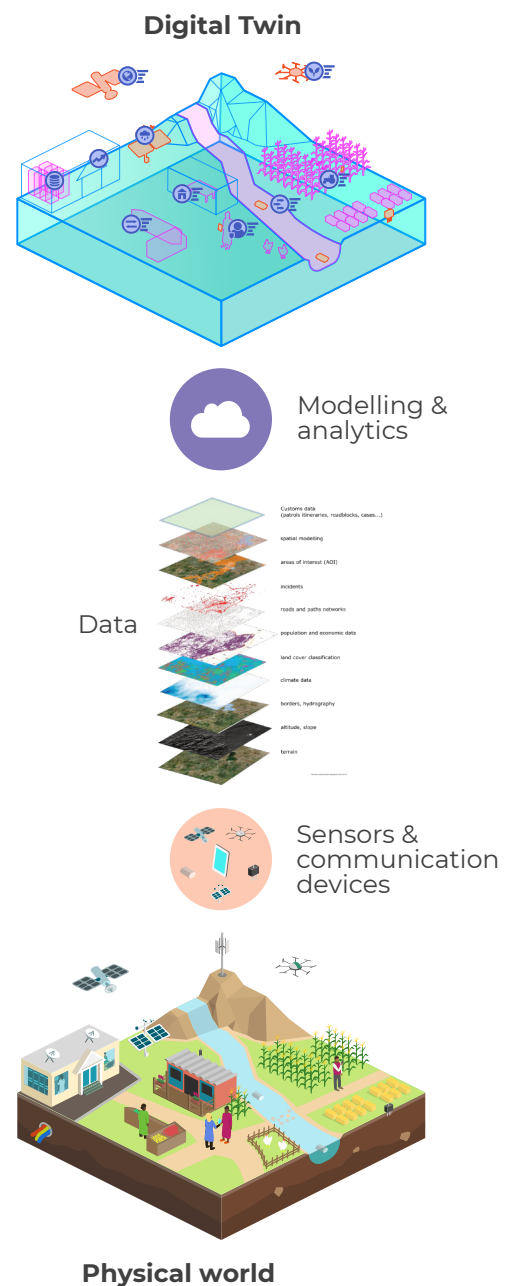 Digital Twin
Modelling &
analytics
Customs data
(patrols itineraries, roadblocks, cases...)
spatial modelling
areas of interest (AOI)
incidents
roads and paths networks
Data
population and economic data
land cover classification
climate data
borders, hydrography
altitude, slope
terrain
Sensors &
communication
devices
Physical world